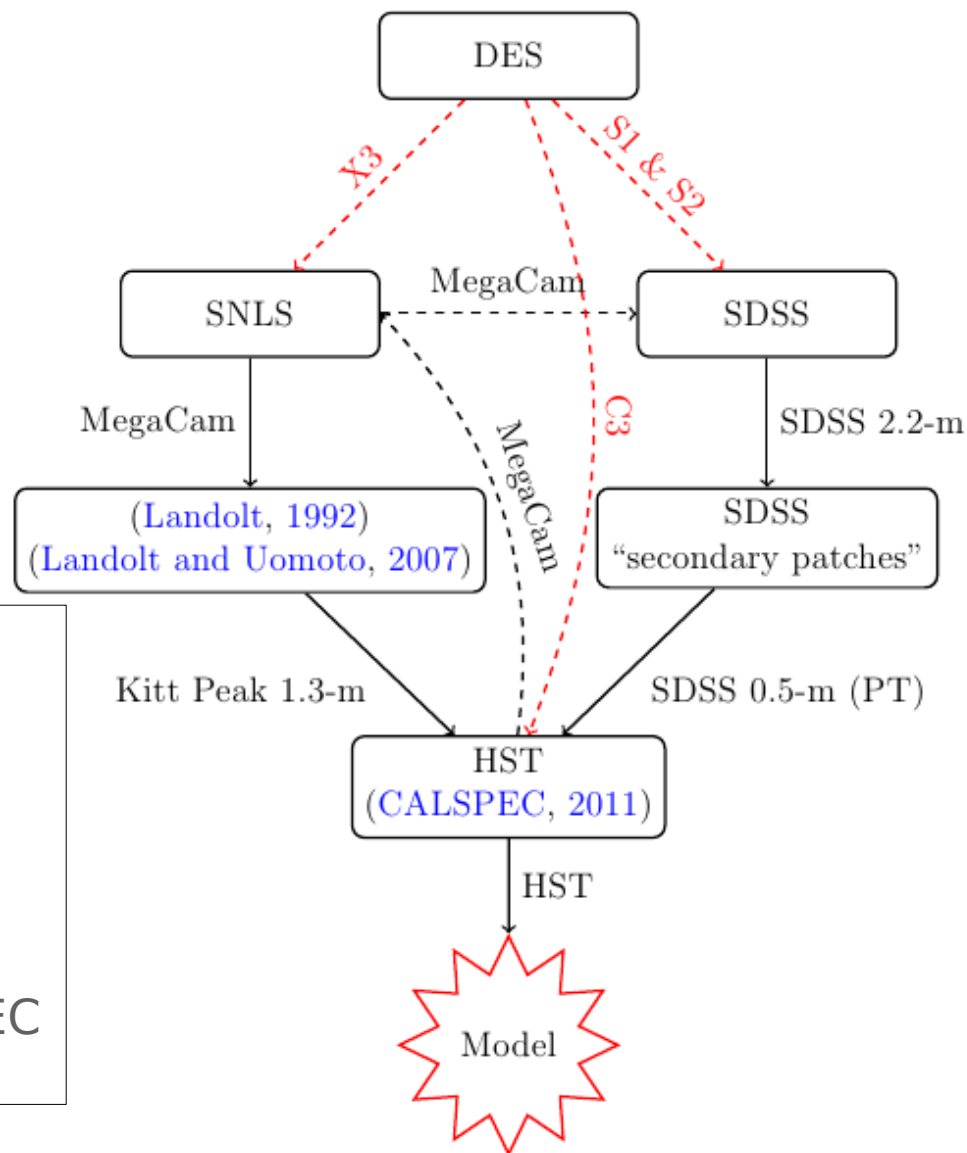 DES
X3
S1 & S2
MegaCam
SNLS
SDSS
MegaCam
C3
SDSS 2.2-m
MegaCam
(Landolt, 1992)
(Landolt and Uomoto, 2007)
SDSS
“secondary patches”
Kitt Peak 1.3-m
SDSS 0.5-m (PT)
HST
(CALSPEC, 2011)
HST
EC
Model